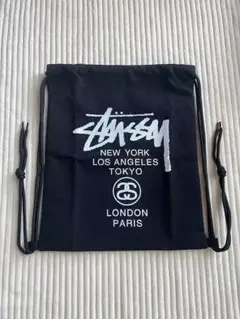 STÜSSY
NEW YORK
LOS ANGELES
TOKYO
LONDON
PARIS